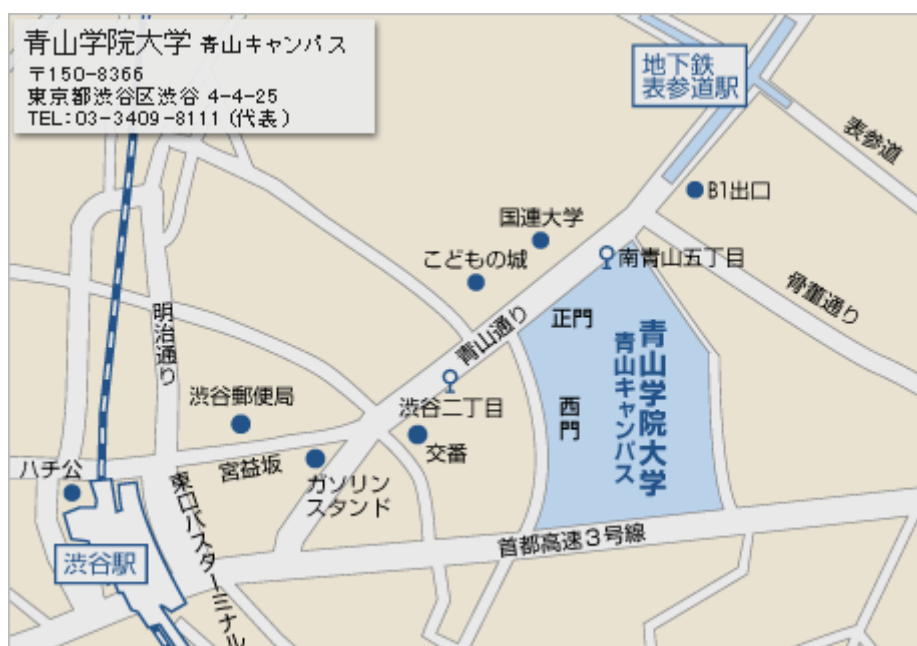 青山学院大学 青山キャンパス
〒150-8366
東京都渋谷区渋谷 4-4-25
TEL:03-3409-8111 (代表)
地下鉄
表参道駅
表参道
B1出口
国連大学
こどもの城
南青山五丁目
骨董通り
青山通り
正門
青山学院大学
青山キャンパス
明治通り
渋谷郵便局
渋谷二丁目
西門
交番
宮益坂
ガソリン
スタンド
ハチ公
東口バスターミナル
首都高速3号線
渋谷駅